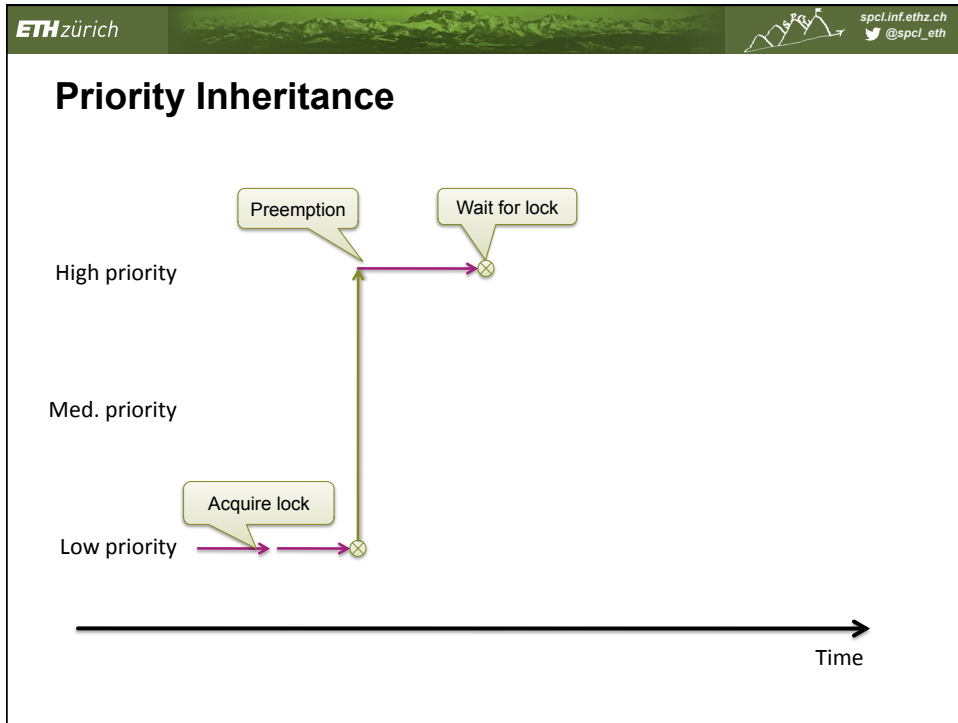 ETH zürich
spcl.inf.ethz.ch
@spcl_eth
SPCL
Priority Inheritance
Preemption
Wait for lock
High priority
Med. priority
Acquire lock
Low priority
Time